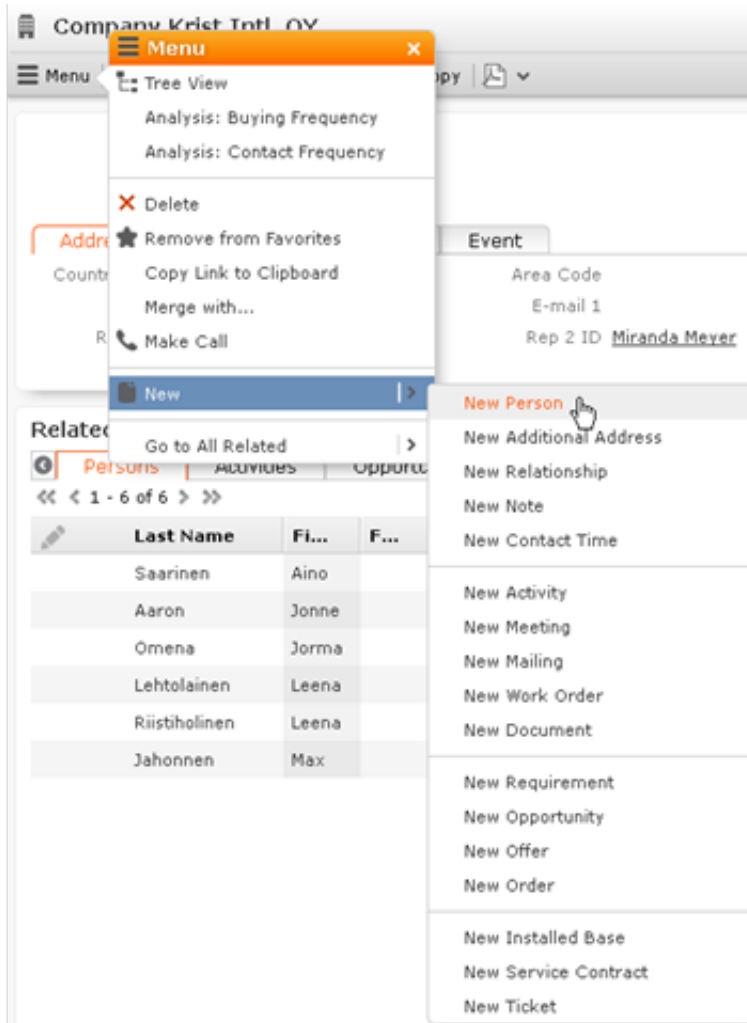 Company Krist Intl. OY
Menu
Menu
Tree View
Analysis: Buying Frequency
Analysis: Contact Frequency
Delete
Addre
Remove from Favorites
Event
Count
Copy Link to Clipboard
Area Code
Merge with...
E-mail 1
R
Make Call
Rep 2 ID Miranda Meyer
New
New Person
Related
Go to All Related
New Additional Address
Persons Activities Opportu
New Relationship
1 - 6 of 6
New Note
Last Name Fi... F...
New Contact Time
Saarinen Aino
New Activity
Aaron Jonne
New Meeting
Omena Jorma
New Mailing
Lehtolainen Leena
New Work Order
Riistiholinen Leena
New Document
Jahonnen Max
New Requirement
New Opportunity
New Offer
New Order
New Installed Base
New Service Contract
New Ticket